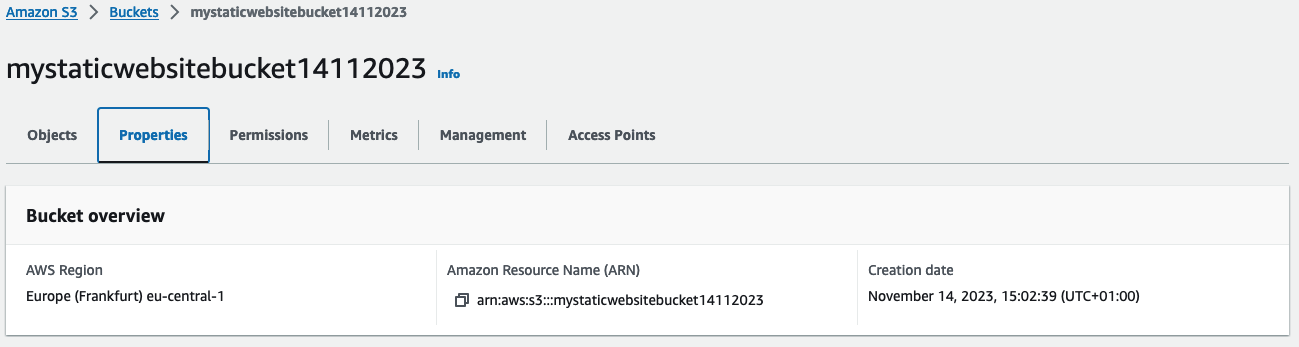 Amazon S3 > Buckets > mystaticwebsitebucket14112023
mystaticwebsitebucket14112023 Info
Objects Properties Permissions Metrics Management Access Points
Bucket overview
AWS Region Amazon Resource Name (ARN) Creation date
Europe (Frankfurt) eu-central-1 arn:aws:s3:::mystaticwebsitebucket14112023 November 14, 2023, 15:02:39 (UTC+01:00)